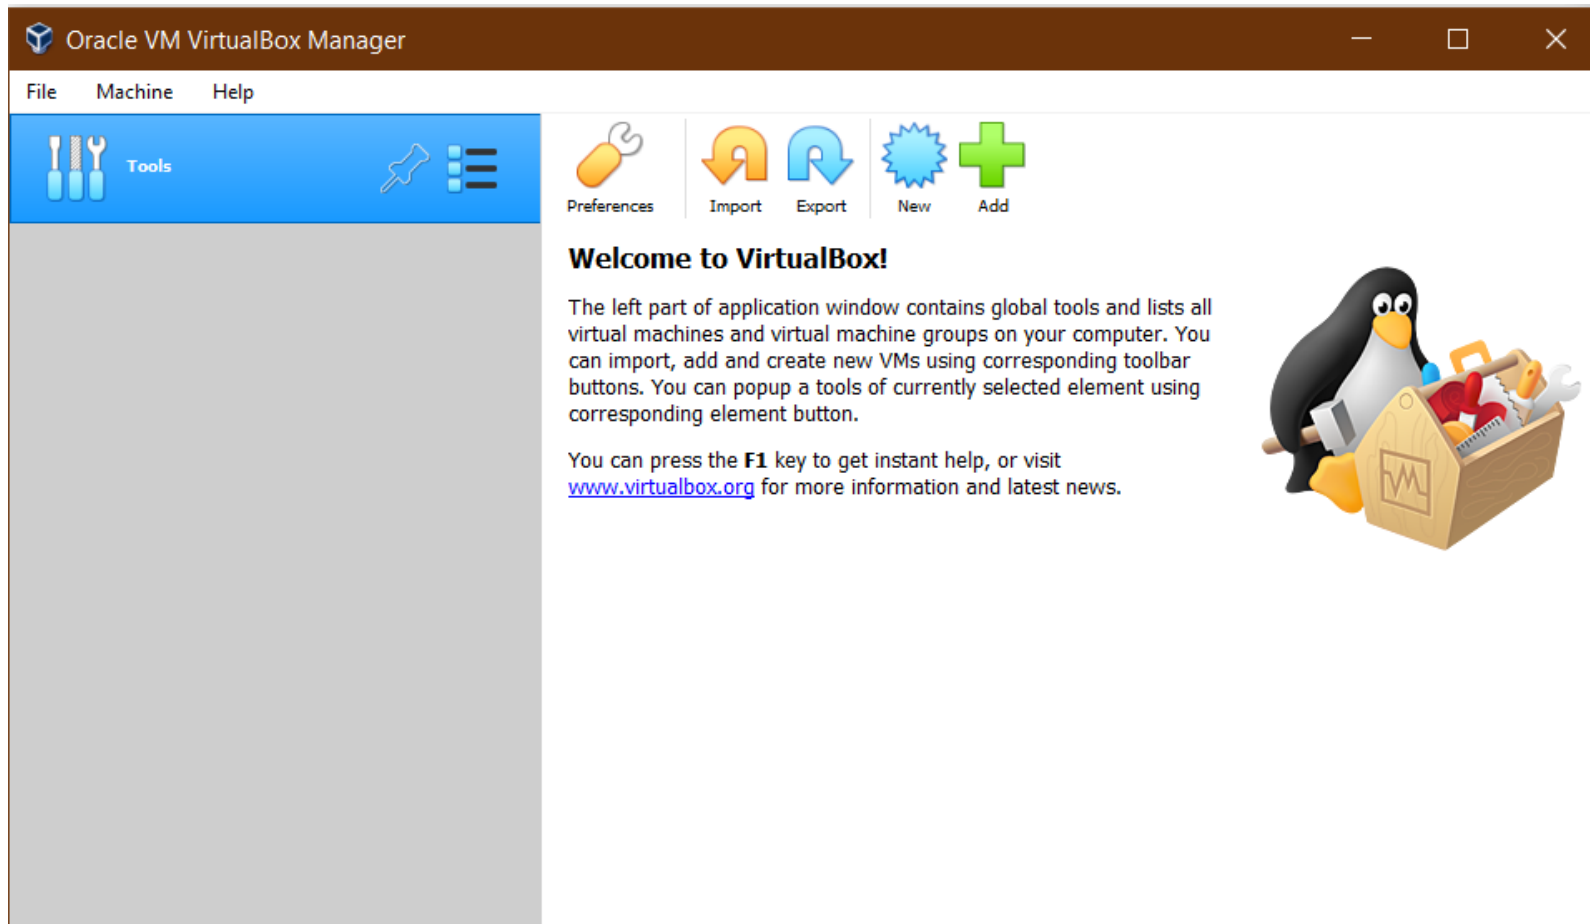 Oracle VM VirtualBox Manager
File Machine Help
Tools
Preferences Import Export New Add
Welcome to VirtualBox!
The left part of application window contains global tools and lists all
virtual machines and virtual machine groups on your computer. You
can import, add and create new VMs using corresponding toolbar
buttons. You can popup a tools of currently selected element using
corresponding element button.
You can press the F1 key to get instant help, or visit
www.virtualbox.org for more information and latest news.